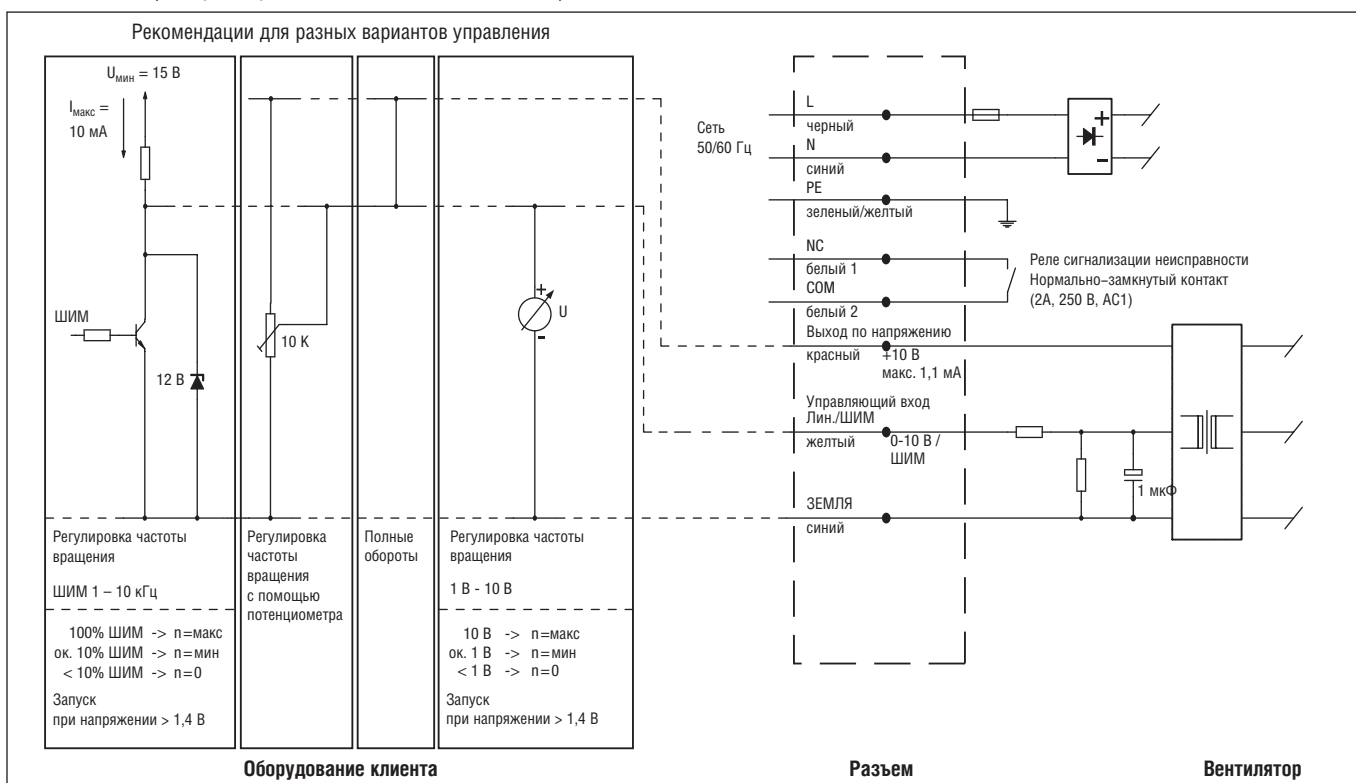 Рекомендации для разных вариантов управления
Uмин = 15 В
Iмакс =
10 мА
ШИМ
12 В
Регулировка частоты
вращения
ШИМ 1 – 10 кГц
100% ШИМ -> n=макс
ок. 10% ШИМ -> n=мин
< 10% ШИМ -> n=0
Запуск
при напряжении > 1,4 В
10 K
Регулировка
частоты
вращения
с помощью
потенциометра
Полные
обороты
+
U
-
Регулировка частоты
вращения
1 В - 10 В
10 В -> n=макс
ок. 1 В -> n=мин
< 1 В -> n=0
Запуск
при напряжении > 1,4 В
Сеть
50/60 Гц
L
черный
N
синий
PE
зеленый/желтый
NC
белый 1
COM
белый 2
Выход по напряжению
красный
+10 В
макс. 1,1 мА
Управляющий вход
Лин./ШИМ
желтый
0-10 В /
ШИМ
ЗЕМЛЯ
синий
+
-
Реле сигнализации неисправности
Нормально–замкнутый контакт
(2А, 250 В, АС1)
1 мкФ
Оборудование клиента
Разъем
Вентилятор